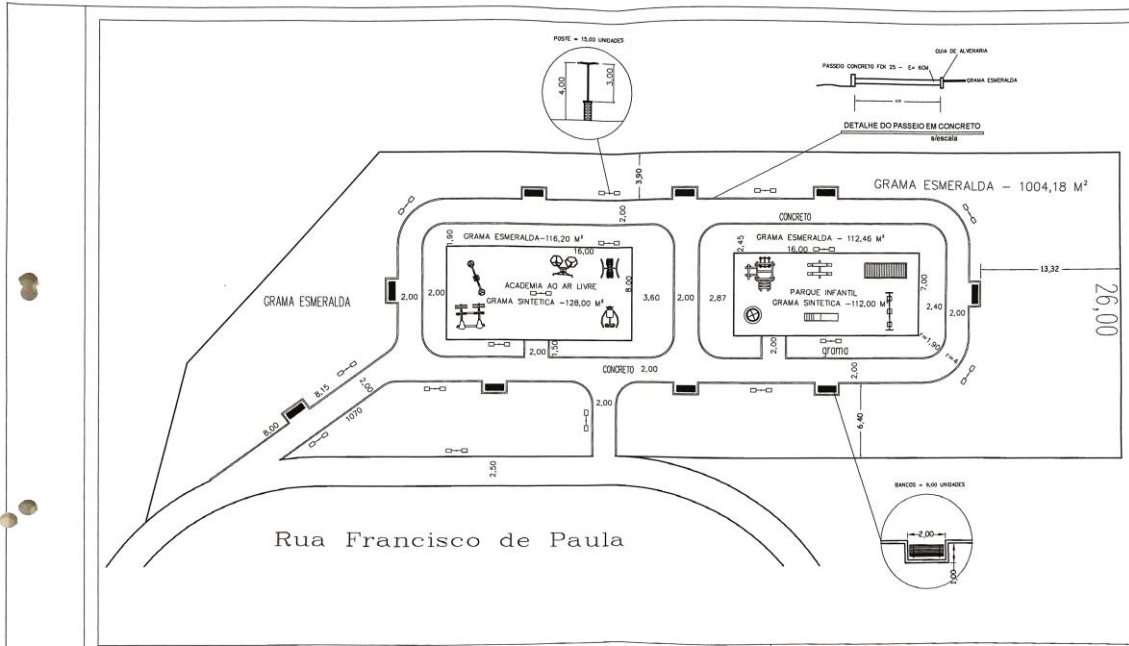 POSTE = 15,00 UNIDADES
4,00
3,00
GUIA DE ALVENARIA
PASSEIO CONCRETO FCK 25 - E= 6CM
GRAMA ESMERALDA
DETALHE DO PASSEIO EM CONCRETO
s/escala
3,90
GRAMA ESMERALDA - 1004,18 M²
2,00
CONCRETO
1,90
GRAMA ESMERALDA-116,20 M²
16,00
2,45
GRAMA ESMERALDA - 112,46 M²
16,00
13,32
26,00
GRAMA ESMERALDA
2,00
2,00
ACADEMIA AO AR LIVRE
GRAMA SINTETICA -128,00 M²
8,00
3,60
2,00
2,87
PARQUE INFANTIL
GRAMA SINTETICA -112,00 M²
7,00
2,40
2,00
2,00
1,50
2,00
grama
r=1,90
r=4
CONCRETO
2,00
2,00
8,15
2,00
8,00
1070
2,00
6,40
2,50
BANCOS = 9,00 UNIDADES
2,00
1,00
Rua Francisco de Paula